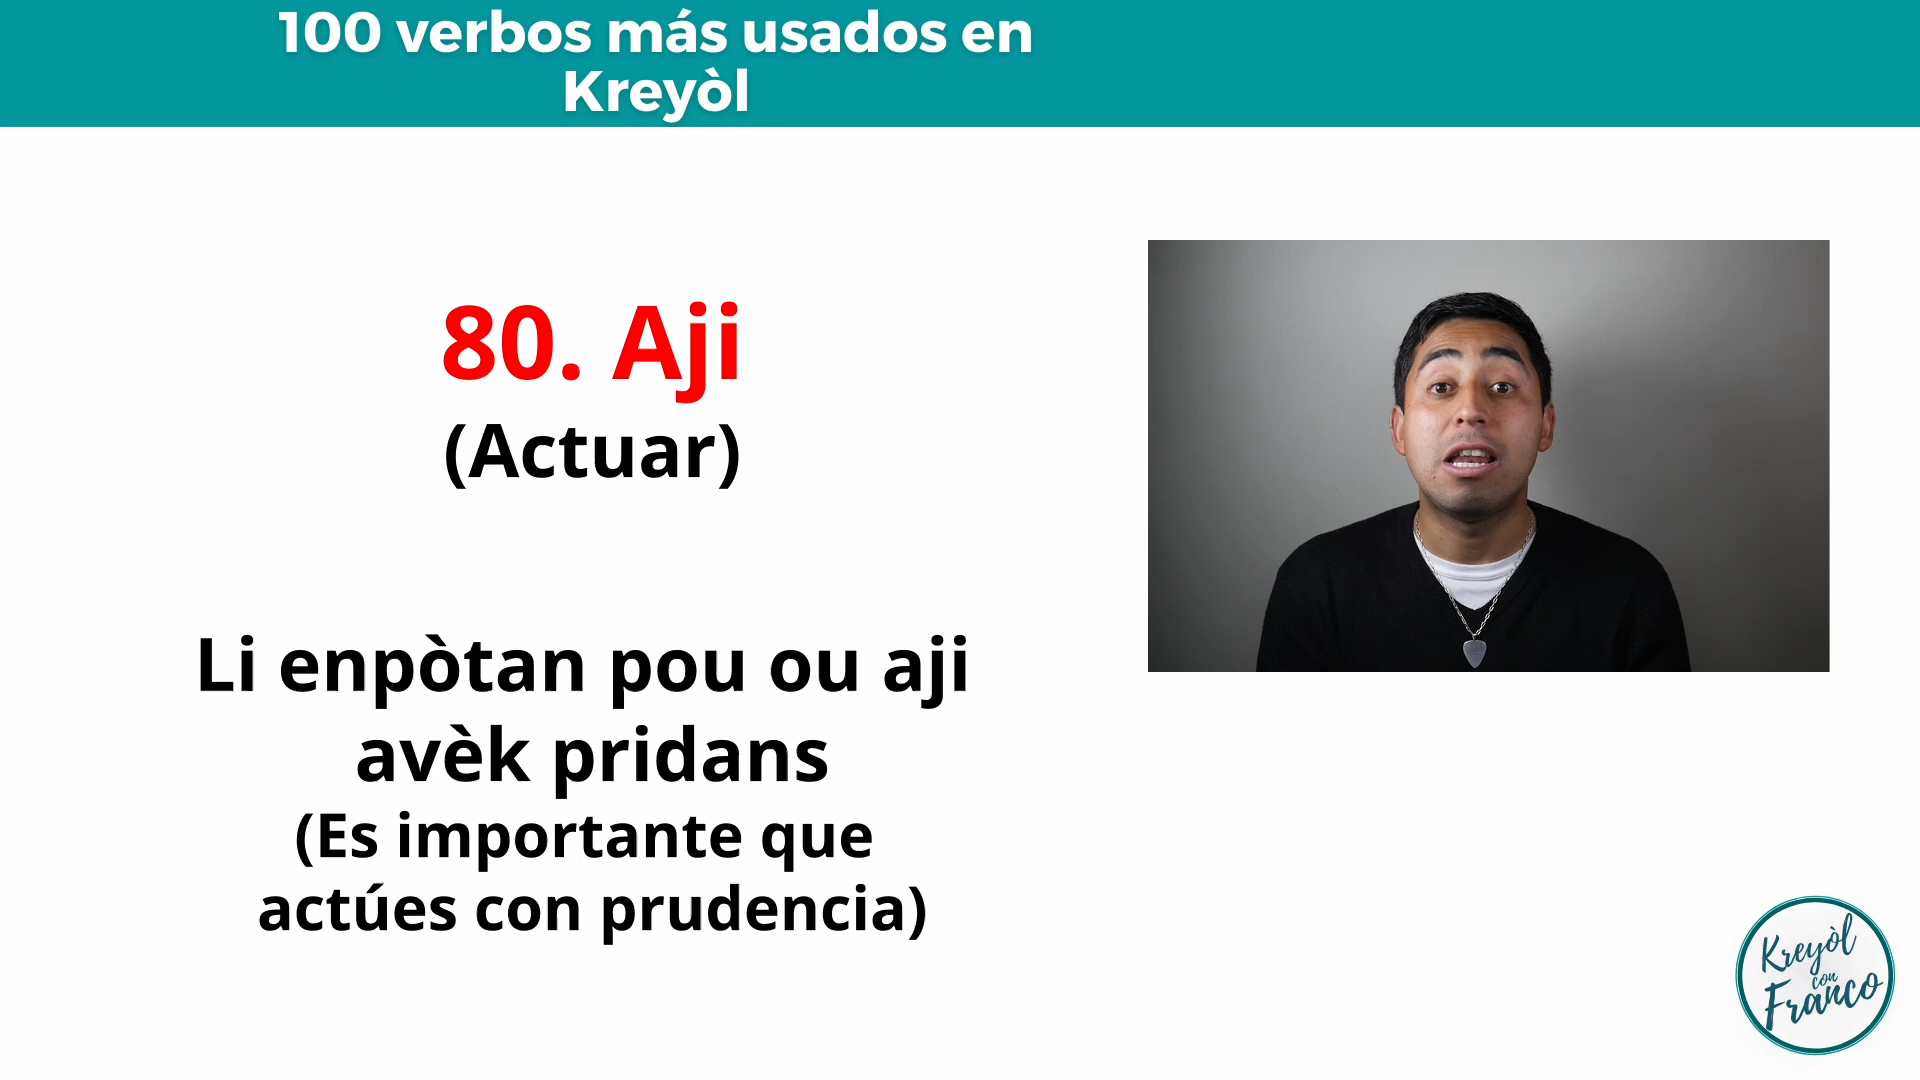 100 verbos más usados en
Kreyòl
80. Aji
(Actuar)
Li enpòtan pou ou aji
avèk pridans
(Es importante que
actúes con prudencia)
Kreyòl
con
Franco